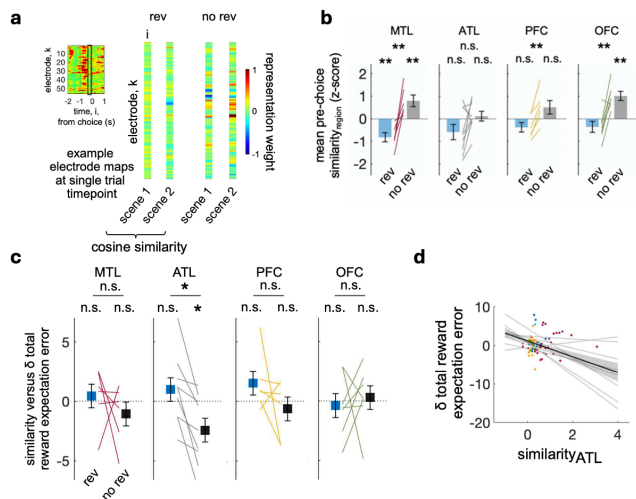 a
rev
no rev
i
electrode, k
10
20
30
40
50
-2 -1 0 1
time, i,
from choice (s)
electrode, k
1
0
-1
representation weight
example
electrode maps
at single trial
timepoint
scene 1
scene 2
scene 1
scene 2
cosine similarity
b
MTL
ATL
PFC
OFC
**
n.s.
**
**
** **
n.s. n.s.
n.s. n.s.
n.s. **
mean pre-choice
similarity region (z-score)
2
1
0
-1
-2
rev
no rev
rev
no rev
rev
no rev
rev
no rev
c
MTL
ATL
PFC
OFC
n.s.
*
n.s.
n.s.
n.s. n.s.
n.s. *
n.s. n.s.
n.s. n.s.
similarity versus δ total
reward expectation error
5
0
-5
rev
no rev
d
δ total reward
expectation error
10
0
-10
-20
0 2 4
similarity ATL